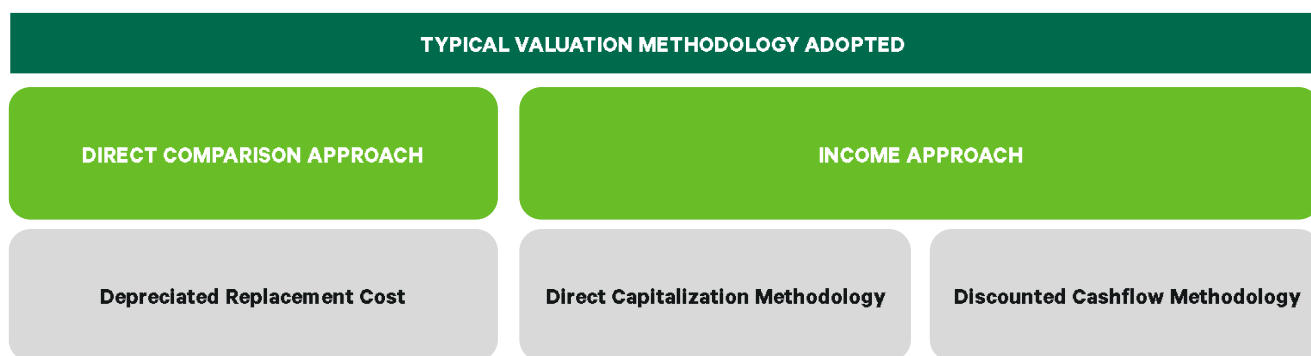 TYPICAL VALUATION METHODOLOGY ADOPTED
DIRECT COMPARISON APPROACH
INCOME APPROACH
Depreciated Replacement Cost
Direct Capitalization Methodology
Discounted Cashflow Methodology